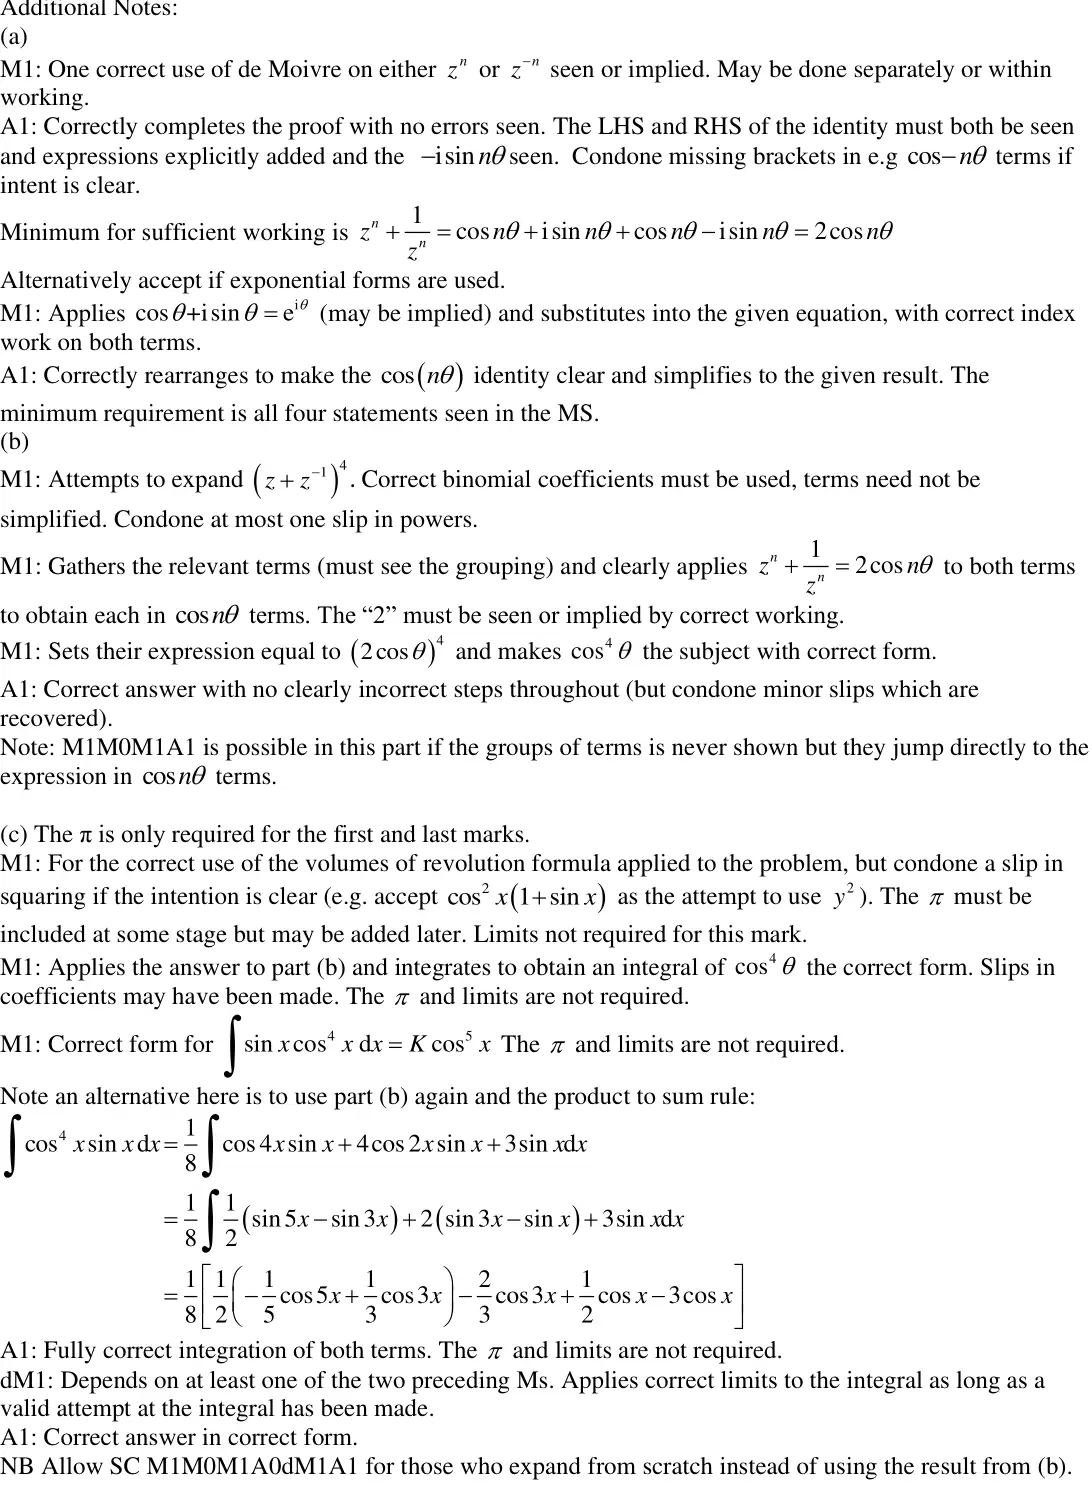 Additional Notes:
(a)
M1: One correct use of de Moivre on either zⁿ or z⁻ⁿ seen or implied. May be done separately or within
working.
A1: Correctly completes the proof with no errors seen. The LHS and RHS of the identity must both be seen
and expressions explicitly added and the −i sin nθ seen. Condone missing brackets in e.g cos− nθ terms if
intent is clear.
Minimum for sufficient working is zⁿ + 1/zⁿ = cos nθ + i sin nθ + cos nθ − i sin nθ = 2cos nθ
Alternatively accept if exponential forms are used.
M1: Applies cos θ+i sin θ = e^{iθ} (may be implied) and substitutes into the given equation, with correct index
work on both terms.
A1: Correctly rearranges to make the cos(nθ) identity clear and simplifies to the given result. The
minimum requirement is all four statements seen in the MS.
(b)
M1: Attempts to expand (z + z⁻¹)⁴. Correct binomial coefficients must be used, terms need not be
simplified. Condone at most one slip in powers.
M1: Gathers the relevant terms (must see the grouping) and clearly applies zⁿ + 1/zⁿ = 2cos nθ to both terms
to obtain each in cos nθ terms. The “2” must be seen or implied by correct working.
M1: Sets their expression equal to (2cos θ)⁴ and makes cos⁴ θ the subject with correct form.
A1: Correct answer with no clearly incorrect steps throughout (but condone minor slips which are
recovered).
Note: M1M0M1A1 is possible in this part if the groups of terms is never shown but they jump directly to the
expression in cos nθ terms.
(c) The π is only required for the first and last marks.
M1: For the correct use of the volumes of revolution formula applied to the problem, but condone a slip in
squaring if the intention is clear (e.g. accept cos² x(1+ sin x) as the attempt to use y² ). The π must be
included at some stage but may be added later. Limits not required for this mark.
M1: Applies the answer to part (b) and integrates to obtain an integral of cos⁴ θ the correct form. Slips in
coefficients may have been made. The π and limits are not required.
M1: Correct form for ∫ sin x cos⁴ x dx = K cos⁵ x The π and limits are not required.
Note an alternative here is to use part (b) again and the product to sum rule:
∫ cos⁴ x sin x dx = 1/8 ∫ cos 4x sin x + 4cos 2x sin x + 3sin xdx
= 1/8 ∫ 1/2 (sin 5x − sin 3x) + 2(sin 3x − sin x) + 3sin xdx
= 1/8 [1/2 (−1/5 cos 5x + 1/3 cos 3x) − 2/3 cos 3x + 1/2 cos x − 3cos x]
A1: Fully correct integration of both terms. The π and limits are not required.
dM1: Depends on at least one of the two preceding Ms. Applies correct limits to the integral as long as a
valid attempt at the integral has been made.
A1: Correct answer in correct form.
NB Allow SC M1M0M1A0dM1A1 for those who expand from scratch instead of using the result from (b).